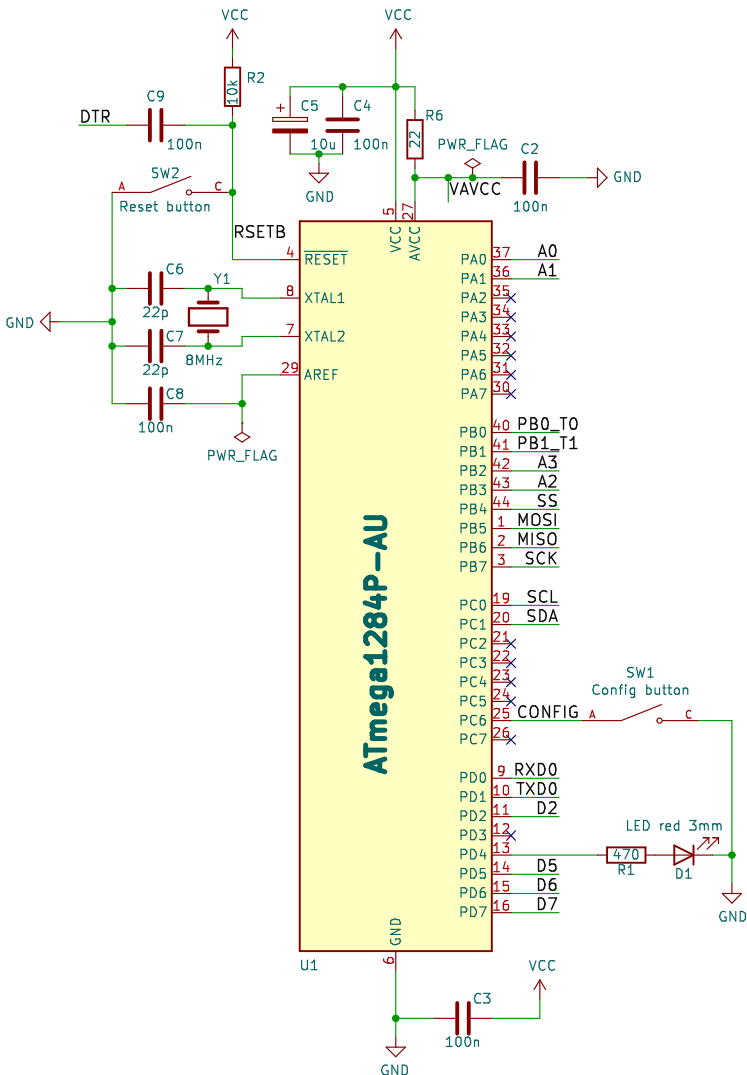 VCC
VCC
R2
10k
C9
DTR
100n
C5
10u
C4
100n
R6
22
PWR_FLAG
C2
100n
GND
GND
VAVCC
SW2
A
C
Reset button
RSETB
5
27
VCC
AVCC
4
RESET
8
XTAL1
7
XTAL2
29
AREF
C6
22p
Y1
8MHz
GND
C7
22p
C8
100n
PWR_FLAG
PA0 37 A0
PA1 36 A1
PA2 35
PA3 34
PA4 33
PA5 32
PA6 31
PA7 30
PB0 40 PB0_T0
PB1 41 PB1_T1
PB2 42 A3
PB3 43 A2
PB4 44 SS
PB5 1 MOSI
PB6 2 MISO
PB7 3 SCK
ATmega1284P-AU
PC0 19 SCL
PC1 20 SDA
PC2 21
PC3 22
PC4 23
PC5 24
PC6 25 CONFIG
PC7 26
SW1
Config button
A
C
PD0 9 RXD0
PD1 10 TXD0
PD2 11 D2
PD3 12
PD4 13
PD5 14 D5
PD6 15 D6
PD7 16 D7
LED red 3mm
470
R1
D1
GND
GND
6
U1
VCC
C3
100n
GND